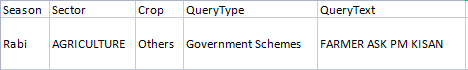 Season Sector Crop QueryType QueryText
Rabi AGRICULTURE Others Government Schemes FARMER ASK PM KISAN